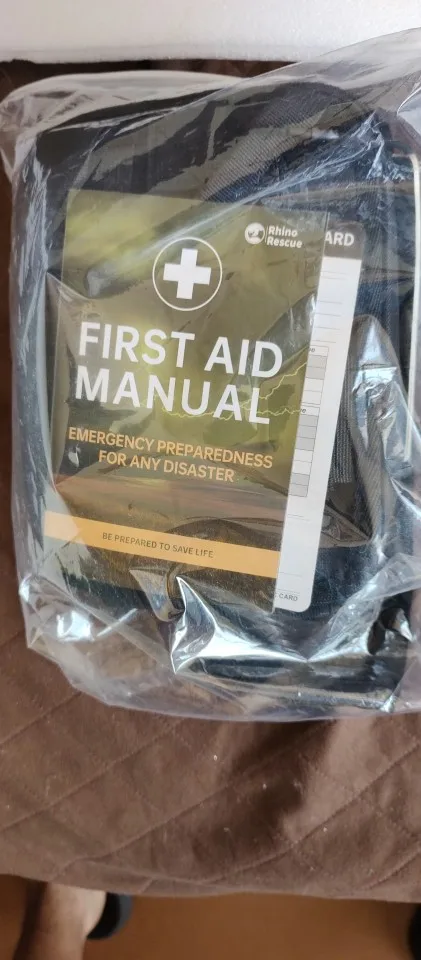 Rhino
Rescue
ARD
FIRST AID
MANUAL
EMERGENCY PREPAREDNESS
FOR ANY DISASTER
BE PREPARED TO SAVE LIFE
CARD